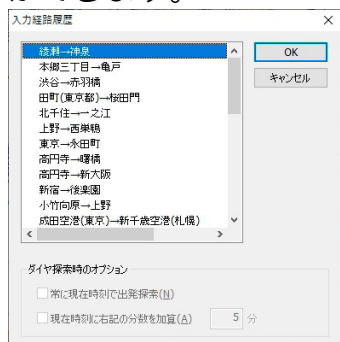 ができます。
入力経路履歴
綾瀬→神泉
本郷三丁目→亀戸
渋谷→赤羽橋
田町(東京都)→桜田門
北千住→一之江
上野→西巣鴨
東京→永田町
高円寺→曙橋
高円寺→新大阪
新宿→後楽園
小竹向原→上野
成田空港(東京)→新千歳空港(札幌)
OK
キャンセル
ダイヤ探索時のオプション
常に現在時刻で出発探索(N)
現在時刻に右記の分数を加算(A) 5 分